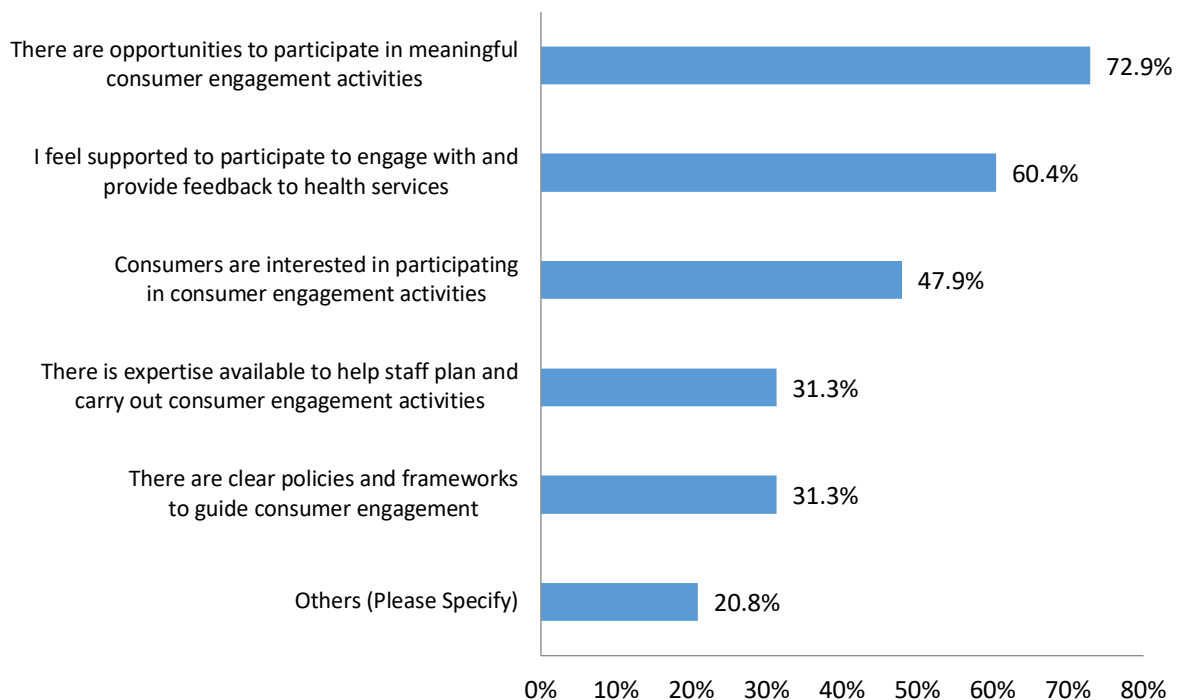 There are opportunities to participate in meaningful
consumer engagement activities
72.9%
I feel supported to participate to engage with and
provide feedback to health services
60.4%
Consumers are interested in participating
in consumer engagement activities
47.9%
There is expertise available to help staff plan and
carry out consumer engagement activities
31.3%
There are clear policies and frameworks
to guide consumer engagement
31.3%
Others (Please Specify)
20.8%
0% 10% 20% 30% 40% 50% 60% 70% 80%